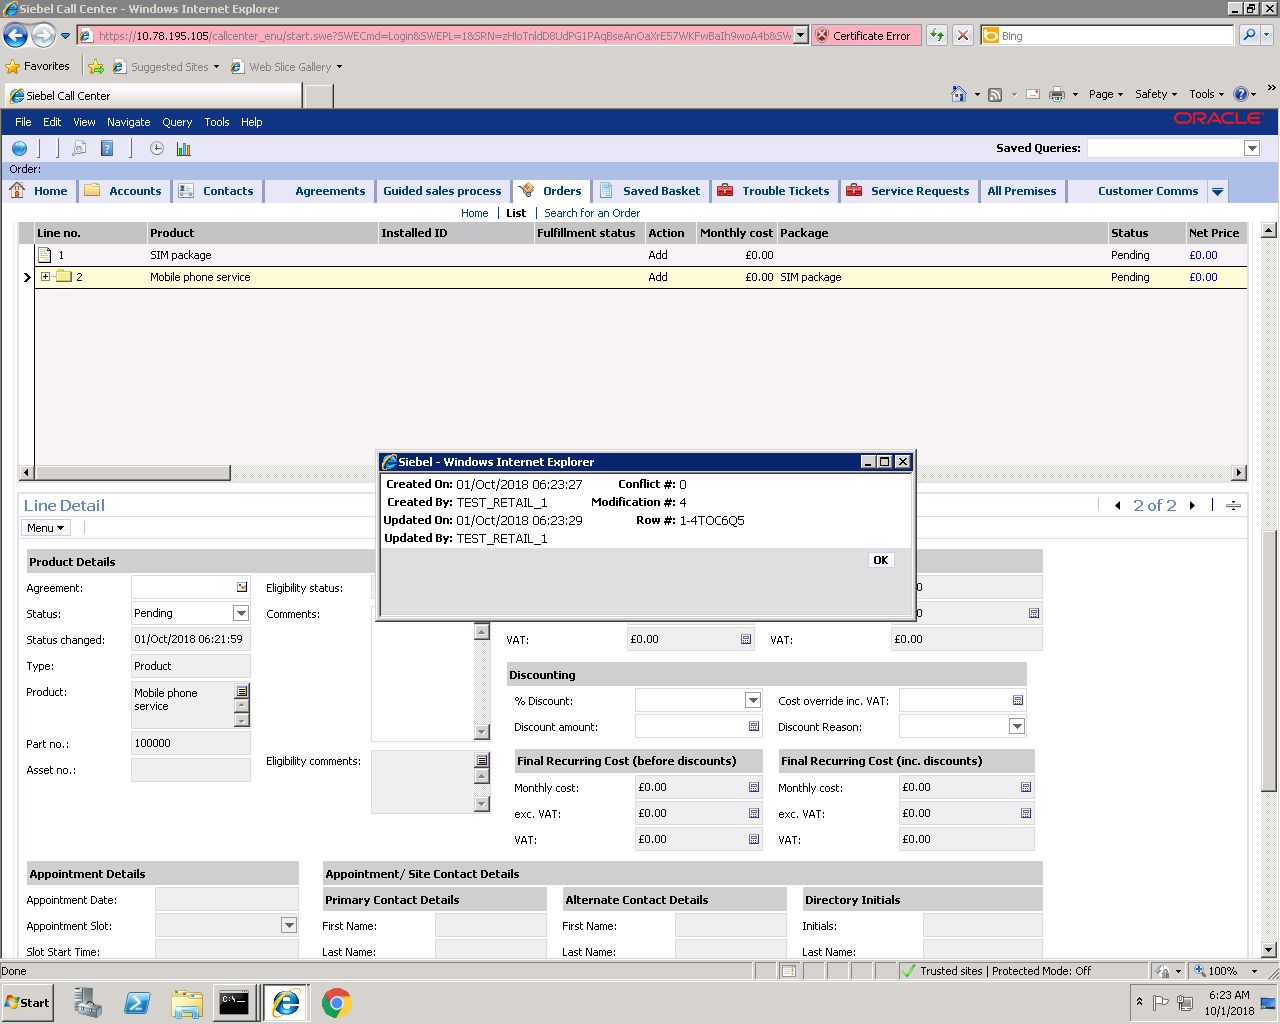 Siebel Call Center - Windows Internet Explorer
https://10.78.195.105/callcenter_enu/start.swe?SWECmd=Login&SWEPL=1&SRN=
Certificate Error
Bing
Favorites
Suggested Sites
Web Slice Gallery
Siebel Call Center
Page
Safety
Tools
File Edit View Navigate Query Tools Help
ORACLE
Saved Queries:
Order:
Home Accounts Contacts Agreements Guided sales process Orders Saved Basket Trouble Tickets Service Requests All Premises Customer Comms
Home | List | Search for an Order
Line no. Product Installed ID Fulfillment status Action Monthly cost Package Status Net Price
1 SIM package Add £0.00 Pending £0.00
2 Mobile phone service Add £0.00 SIM package Pending £0.00
Siebel - Windows Internet Explorer
Created On: 01/Oct/2018 06:23:27 Conflict #: 0
Created By: TEST_RETAIL_1 Modification #: 4
Updated On: 01/Oct/2018 06:23:29 Row #: 1-4TOC6Q5
Updated By: TEST_RETAIL_1
OK
Line Detail
2 of 2
Menu
Product Details
Agreement:
Eligibility status:
0
Status: Pending
Comments:
0
Status changed: 01/Oct/2018 06:21:59
VAT: £0.00
VAT: £0.00
Type: Product
Discounting
Product: Mobile phone service
% Discount:
Cost override inc. VAT:
Discount amount:
Discount Reason:
Part no.: 100000
Asset no.:
Eligibility comments:
Final Recurring Cost (before discounts)
Final Recurring Cost (inc. discounts)
Monthly cost: £0.00
Monthly cost: £0.00
exc. VAT: £0.00
exc. VAT: £0.00
VAT: £0.00
VAT: £0.00
Appointment Details
Appointment/ Site Contact Details
Appointment Date:
Primary Contact Details
Alternate Contact Details
Directory Initials
Appointment Slot:
First Name:
First Name:
Initials:
Slot Start Time:
Last Name:
Last Name:
Last Name:
Done
Trusted sites | Protected Mode: Off
100%
Start
C:\.
6:23 AM
10/1/2018